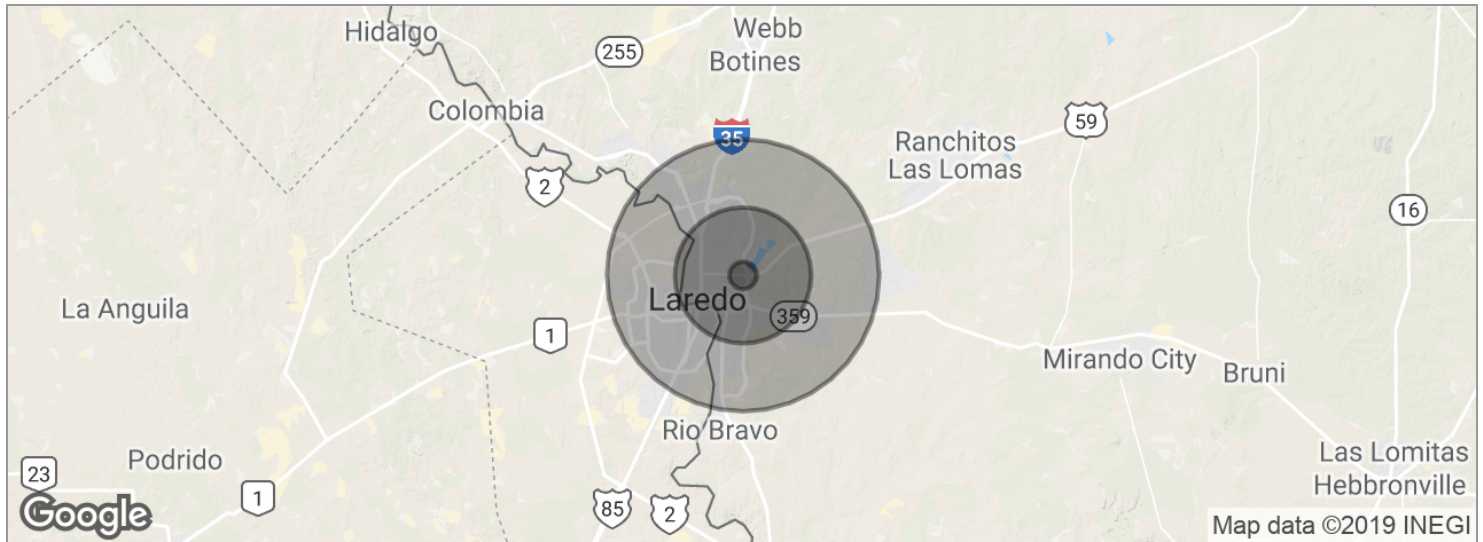 Hidalgo
255
Webb
Botines
Colombia
35
59
Ranchitos
Las Lomas
2
16
La Anguila
Laredo
359
1
Mirando City
Bruni
Rio Bravo
Podrido
23
1
85
2
Las Lomitas
Hebbronville
Google
Map data ©2019 INEGI